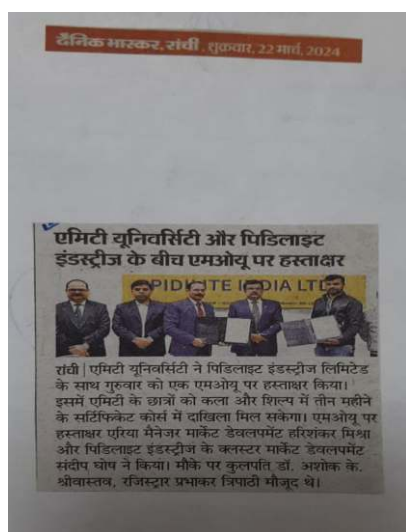 दैनिक भास्कर, रांची, शुक्रवार, 22 मार्च, 2024
एमिटी यूनिवर्सिटी और पिडिलाइट
इंडस्ट्रीज के बीच एमओयू पर हस्ताक्षर
PIDILITE INDIA LTD
रांची | एमिटी यूनिवर्सिटी ने पिडिलाइट इंडस्ट्रीज लिमिटेड
के साथ गुरुवार को एक एमओयू पर हस्ताक्षर किया।
इसमें एमिटी के छात्रों को कला और शिल्प में तीन महीने
के सर्टिफिकेट कोर्स में दाखिला मिल सकेगा। एमओयू पर
हस्ताक्षर एरिया मैनेजर मार्केट डेवलपमेंट हरिशंकर मिश्रा
और पिडिलाइट इंडस्ट्रीज के क्लस्टर मार्केट डेवलपमेंट
संदीप घोष ने किया। मौके पर कुलपति डॉ. अशोक के.
श्रीवास्तव, रजिस्ट्रार प्रभाकर त्रिपाठी मौजूद थे।